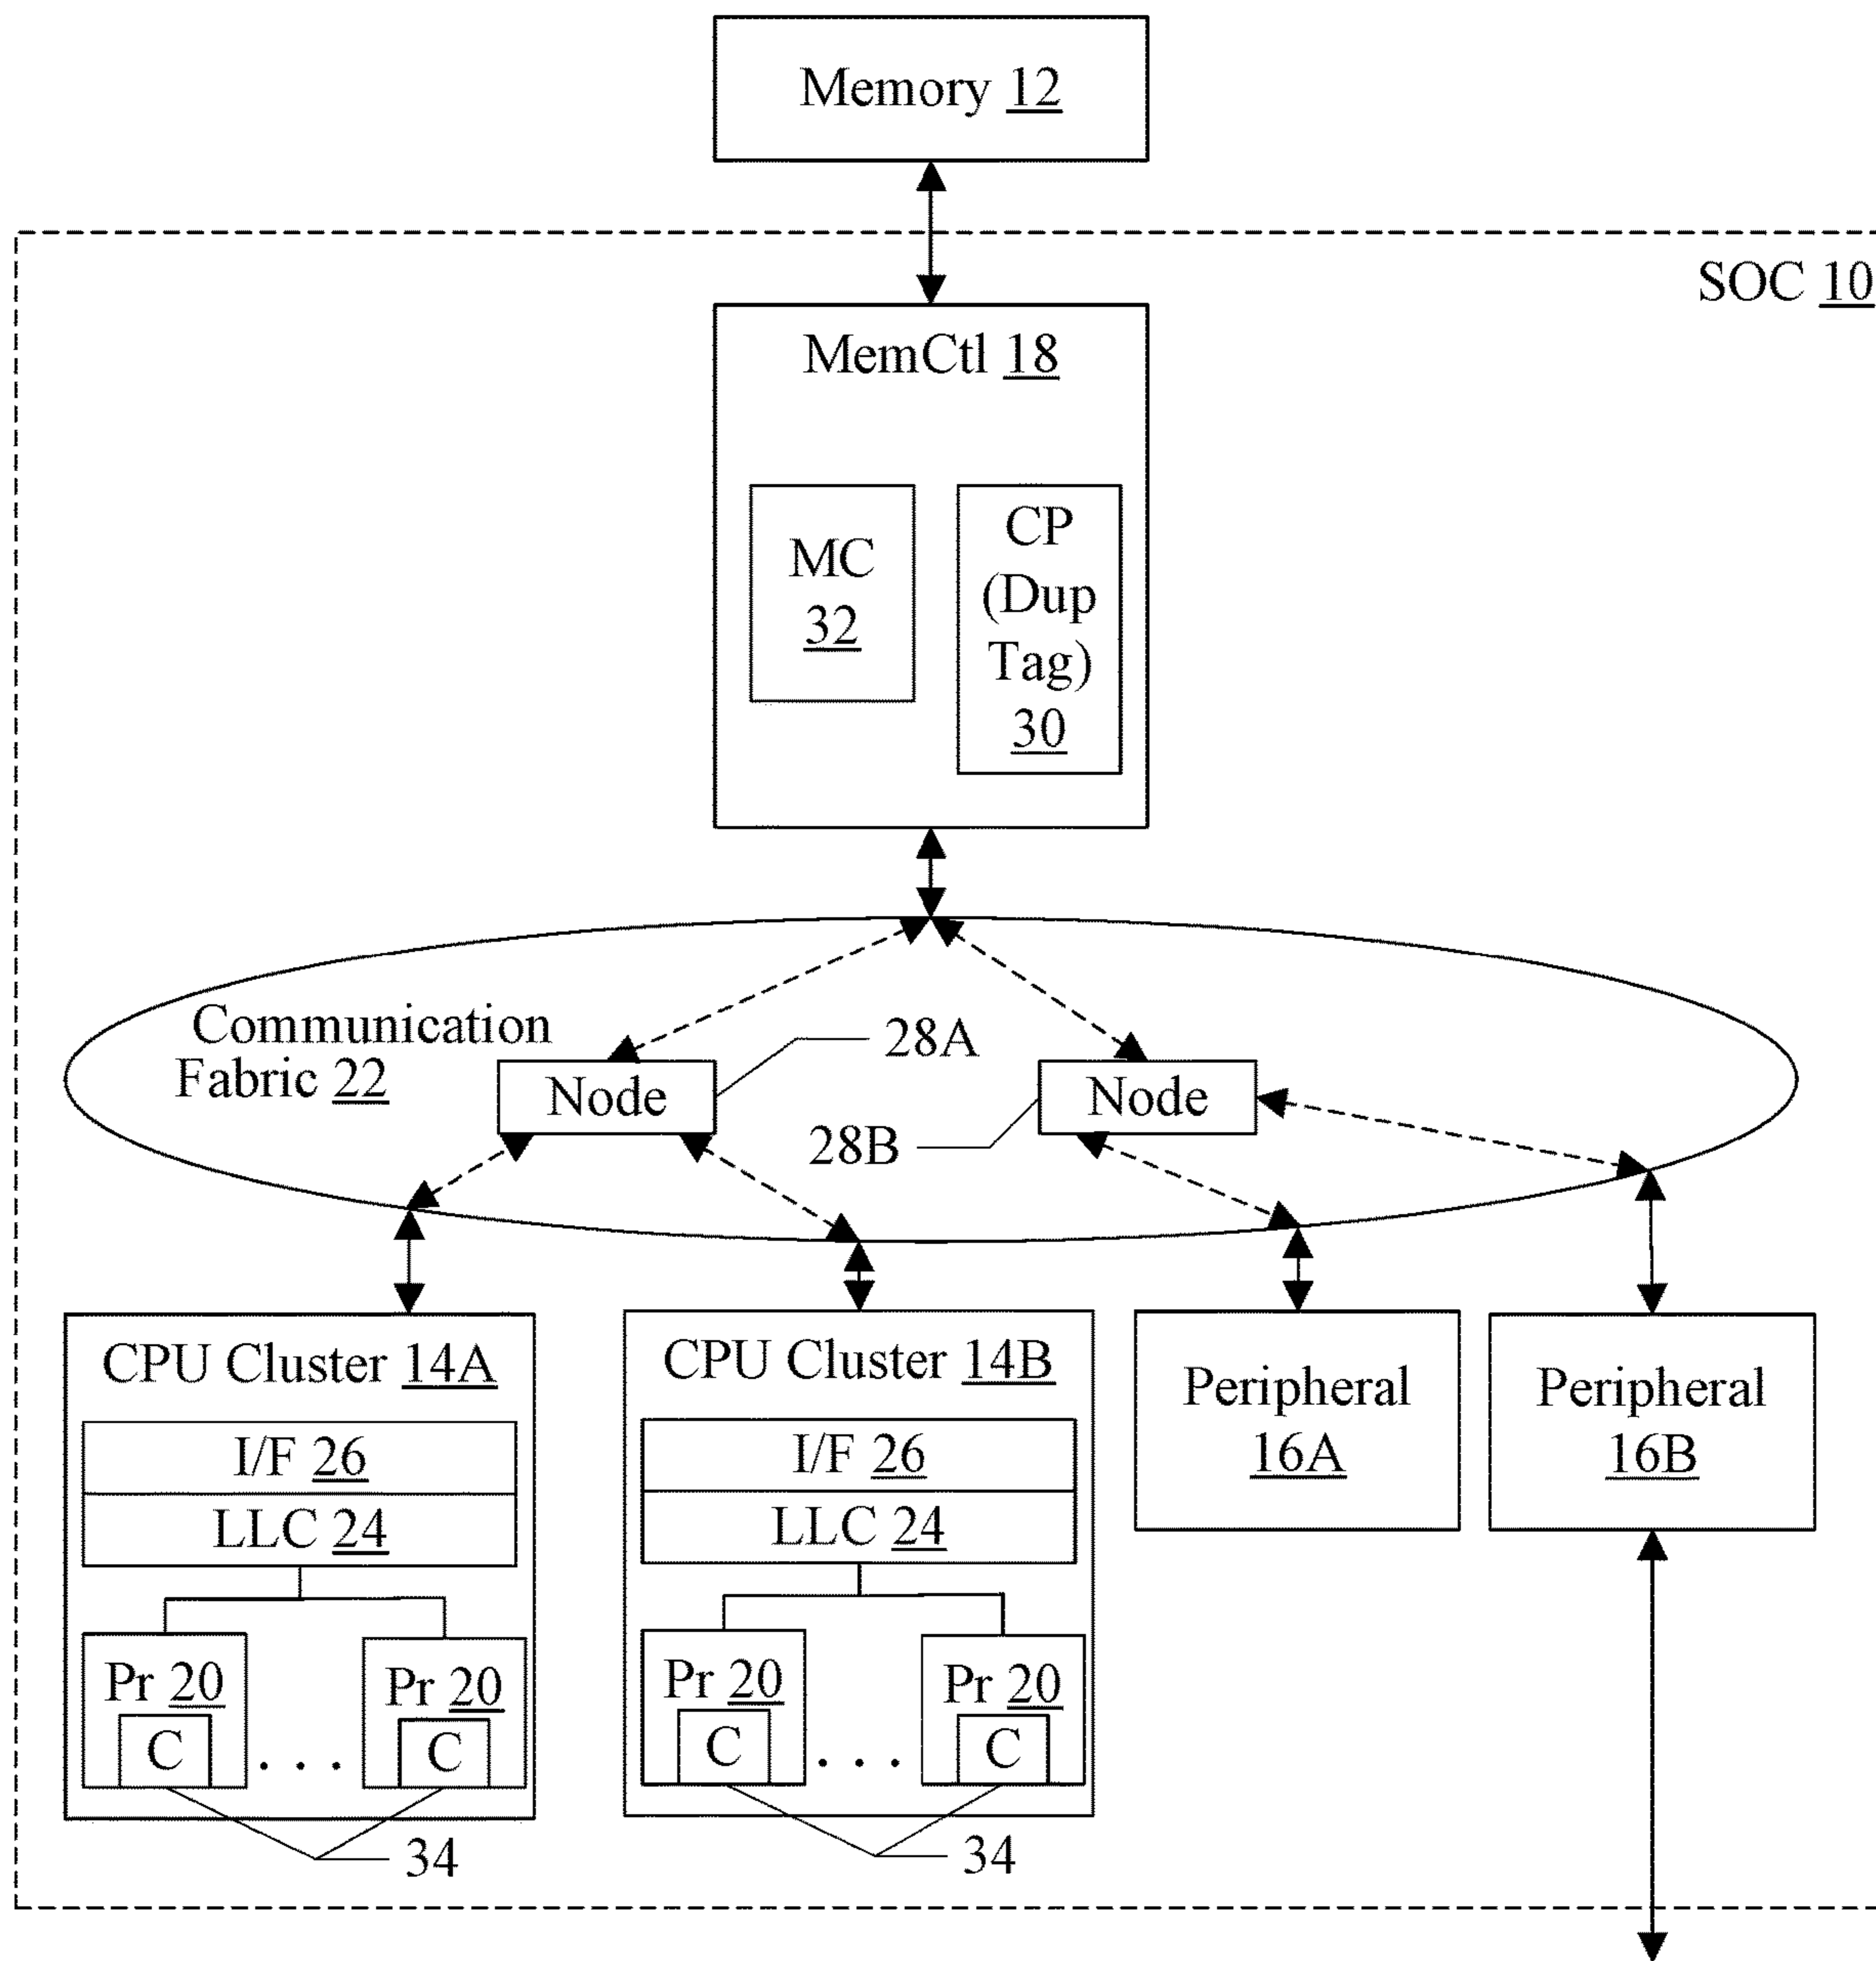 Memory 12
SOC 10
MemCtl 18
MC
32
CP
(Dup
Tag)
30
Communication
Fabric 22
Node
28A
Node
28B
CPU Cluster 14A
I/F 26
LLC 24
Pr 20
C
. . .
Pr 20
C
34
CPU Cluster 14B
I/F 26
LLC 24
Pr 20
C
. . .
Pr 20
C
34
Peripheral
16A
Peripheral
16B